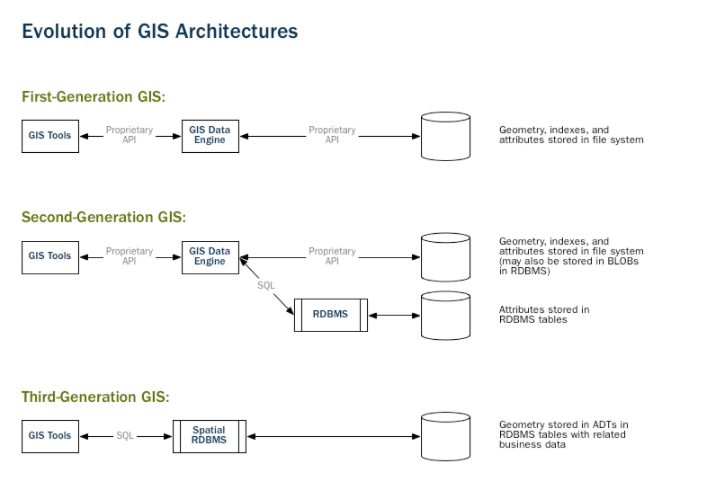 Evolution of GIS Architectures
First-Generation GIS:
GIS Tools
Proprietary
API
GIS Data
Engine
Proprietary
API
Geometry, indexes, and
attributes stored in file system
Second-Generation GIS:
GIS Tools
Proprietary
API
GIS Data
Engine
Proprietary
API
Geometry, indexes, and
attributes stored in file system
(may also be stored in BLOBs
in RDBMS)
SQL
RDBMS
Attributes stored in
RDBMS tables
Third-Generation GIS:
GIS Tools
SQL
Spatial
RDBMS
Geometry stored in ADTs in
RDBMS tables with related
business data